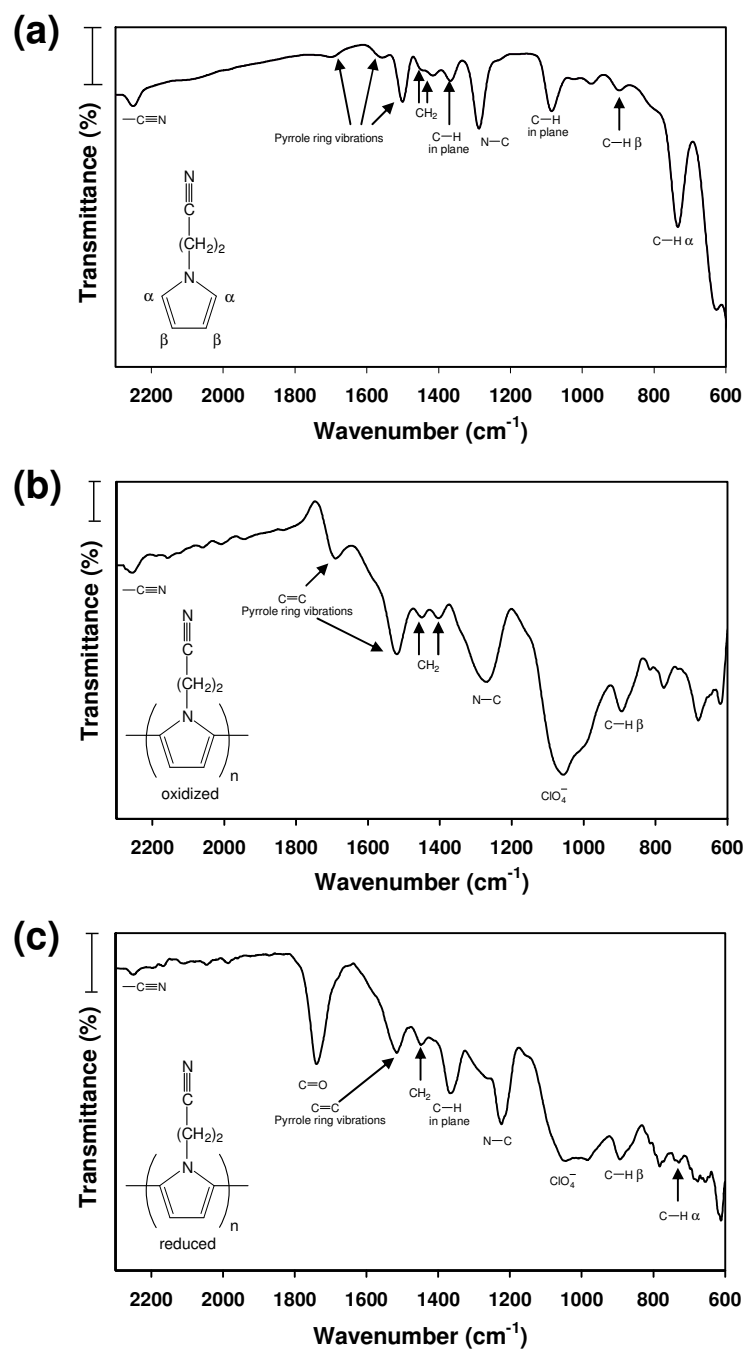 (a)
Transmittance (%)
—C≡N
Pyrrole ring vibrations
CH₂
C—H
in plane
N—C
C—H
in plane
C—H β
C—H α
N
C
(CH₂)₂
N
α α
β β
2200 2000 1800 1600 1400 1200 1000 800 600
Wavenumber (cm⁻¹)
(b)
Transmittance (%)
—C≡N
C=C
Pyrrole ring vibrations
CH₂
N—C
ClO₄⁻
C—H β
N
C
(CH₂)₂
N
n
oxidized
2200 2000 1800 1600 1400 1200 1000 800 600
Wavenumber (cm⁻¹)
(c)
Transmittance (%)
—C≡N
C=O
C=C
Pyrrole ring vibrations
CH₂
C—H
in plane
N—C
ClO₄⁻
C—H β
C—H α
N
C
(CH₂)₂
N
n
reduced
2200 2000 1800 1600 1400 1200 1000 800 600
Wavenumber (cm⁻¹)